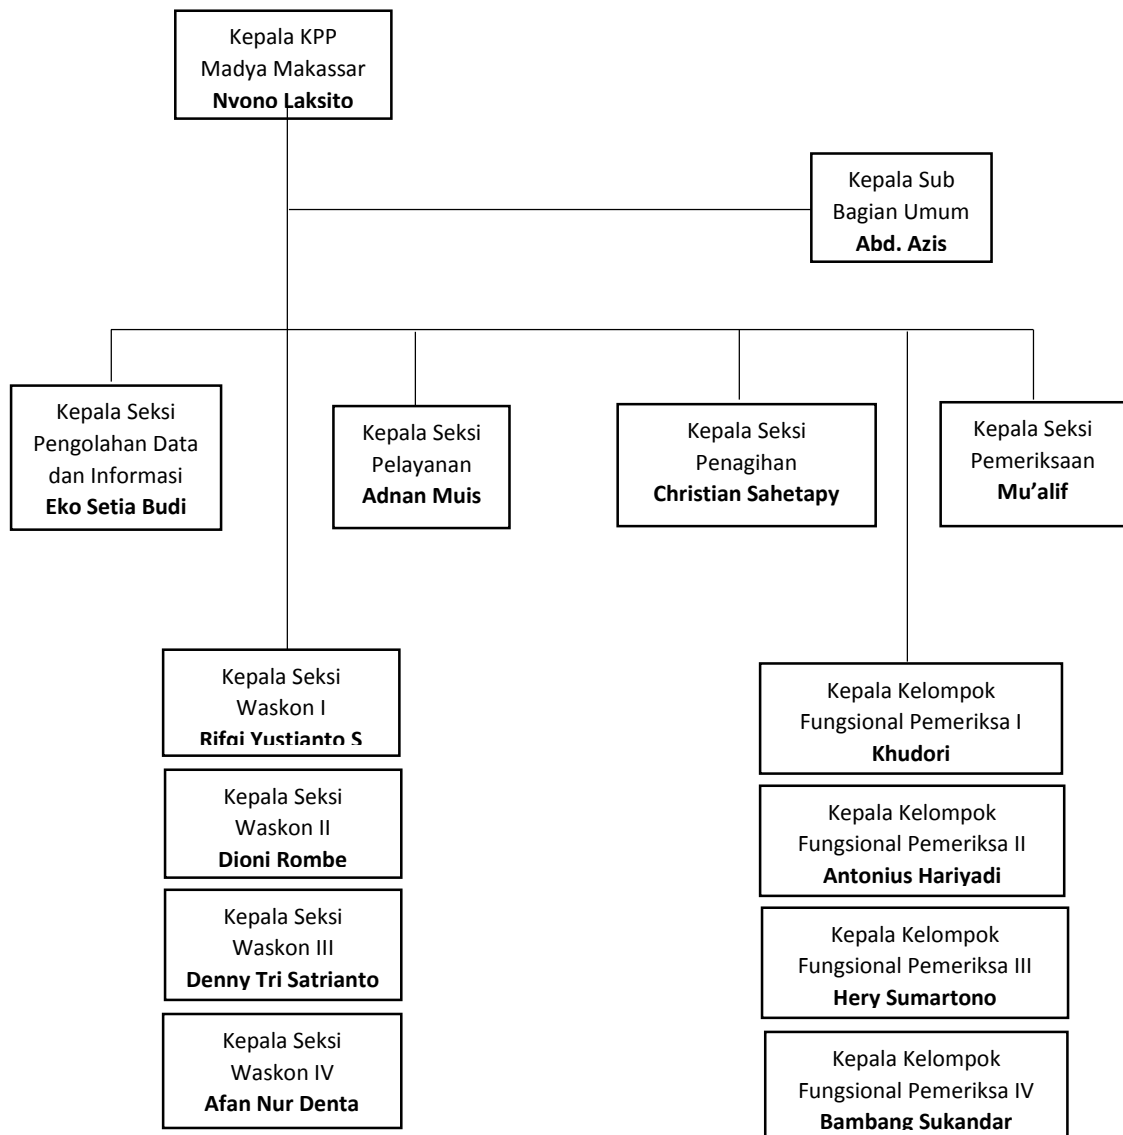 Kepala KPP
Madya Makassar
Nyono Laksito
Kepala Sub
Bagian Umum
Abd. Azis
Kepala Seksi
Pengolahan Data
dan Informasi
Eko Setia Budi
Kepala Seksi
Pelayanan
Adnan Muis
Kepala Seksi
Penagihan
Christian Sahetapy
Kepala Seksi
Pemeriksaan
Mu’alif
Kepala Seksi
Waskon I
Rifqi Yustianto S
Kepala Seksi
Waskon II
Dioni Rombe
Kepala Seksi
Waskon III
Denny Tri Satrianto
Kepala Seksi
Waskon IV
Afan Nur Denta
Kepala Kelompok
Fungsional Pemeriksa I
Khudori
Kepala Kelompok
Fungsional Pemeriksa II
Antonius Hariyadi
Kepala Kelompok
Fungsional Pemeriksa III
Hery Sumartono
Kepala Kelompok
Fungsional Pemeriksa IV
Bambang Sukandar